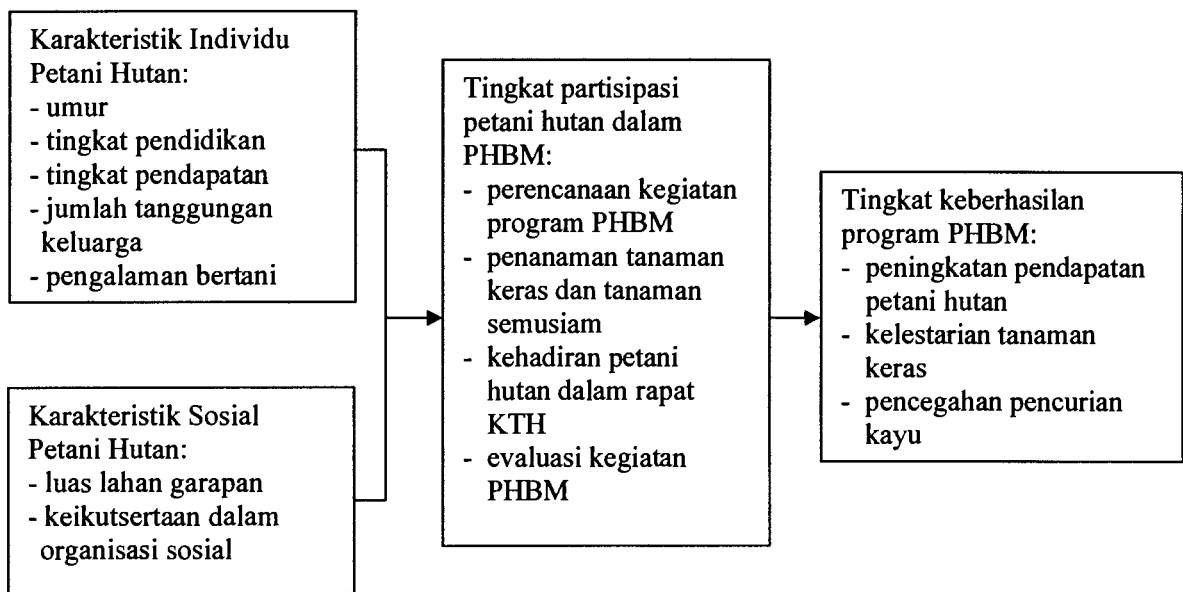 Karakteristik Individu
Petani Hutan:
- umur
- tingkat pendidikan
- tingkat pendapatan
- jumlah tanggungan
keluarga
- pengalaman bertani
Karakteristik Sosial
Petani Hutan:
- luas lahan garapan
- keikutsertaan dalam
organisasi sosial
Tingkat partisipasi
petani hutan dalam
PHBM:
- perencanaan kegiatan
program PHBM
- penanaman tanaman
keras dan tanaman
semusiam
- kehadiran petani
hutan dalam rapat
KTH
- evaluasi kegiatan
PHBM
Tingkat keberhasilan
program PHBM:
- peningkatan pendapatan
petani hutan
- kelestarian tanaman
keras
- pencegahan pencurian
kayu